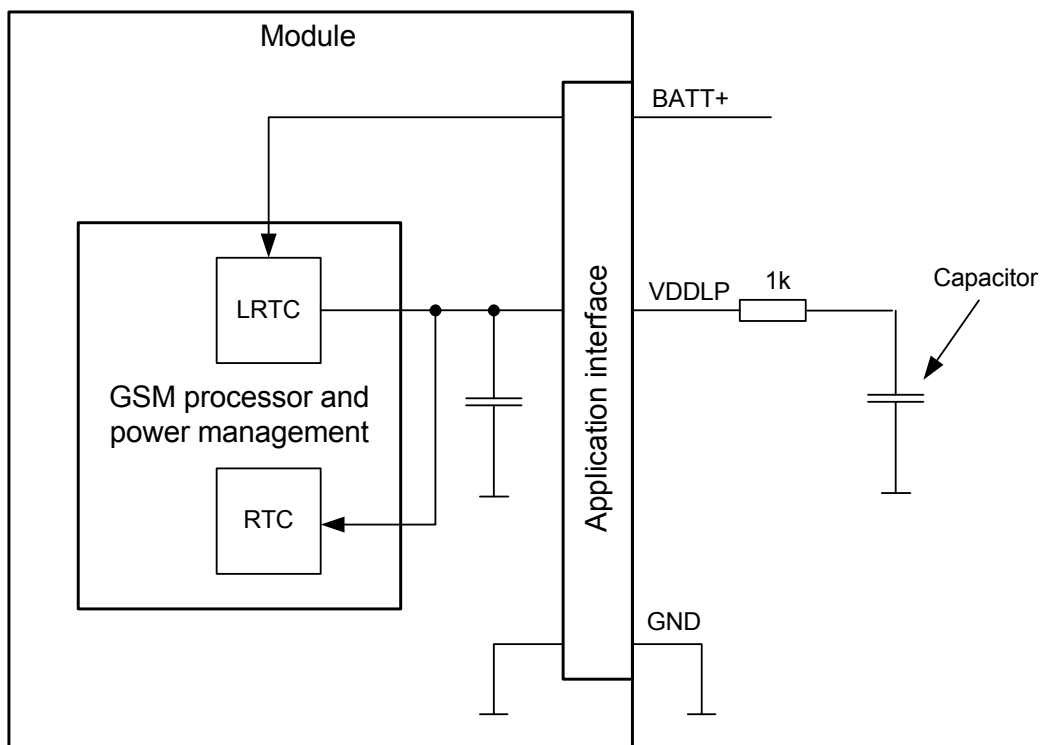 Module
BATT+
Capacitor
VDDLP
1k
LRTC
GSM processor and
power management
RTC
Application interface
GND